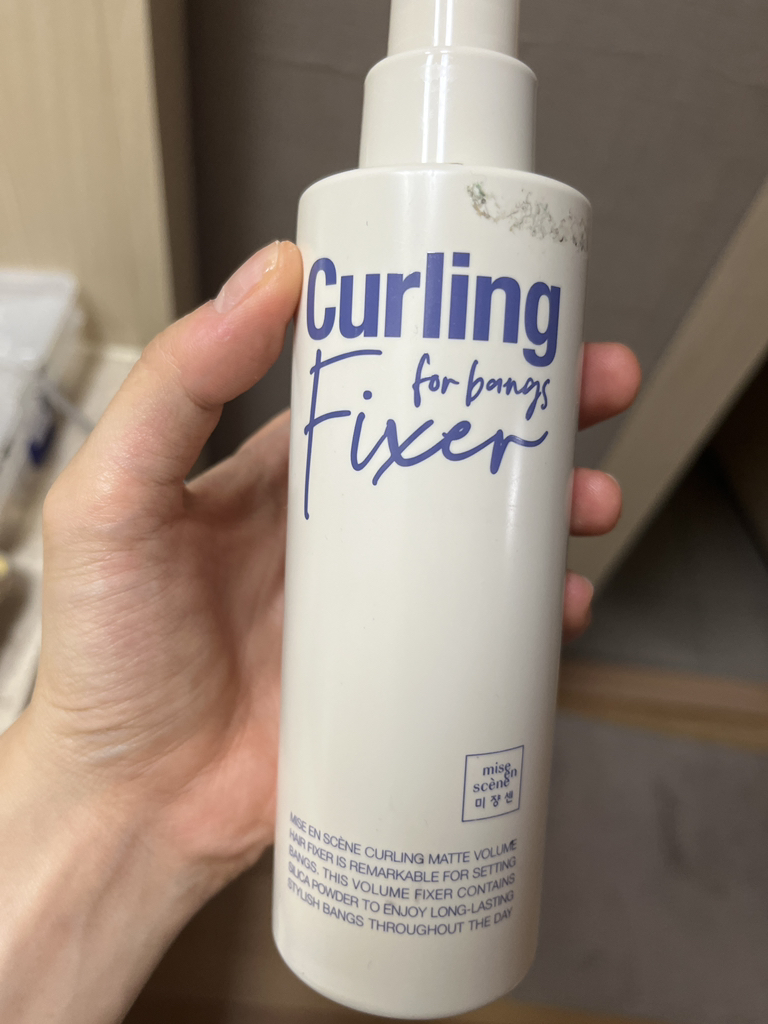 Curling
for bangs
Fixer
mise
en
scène
미쟝센
MISE EN SCÈNE CURLING MATTE VOLUME
HAIR FIXER IS REMARKABLE FOR SETTING
BANGS. THIS VOLUME FIXER CONTAINS
SILICA POWDER TO ENJOY LONG-LASTING
STYLISH BANGS THROUGHOUT THE DAY